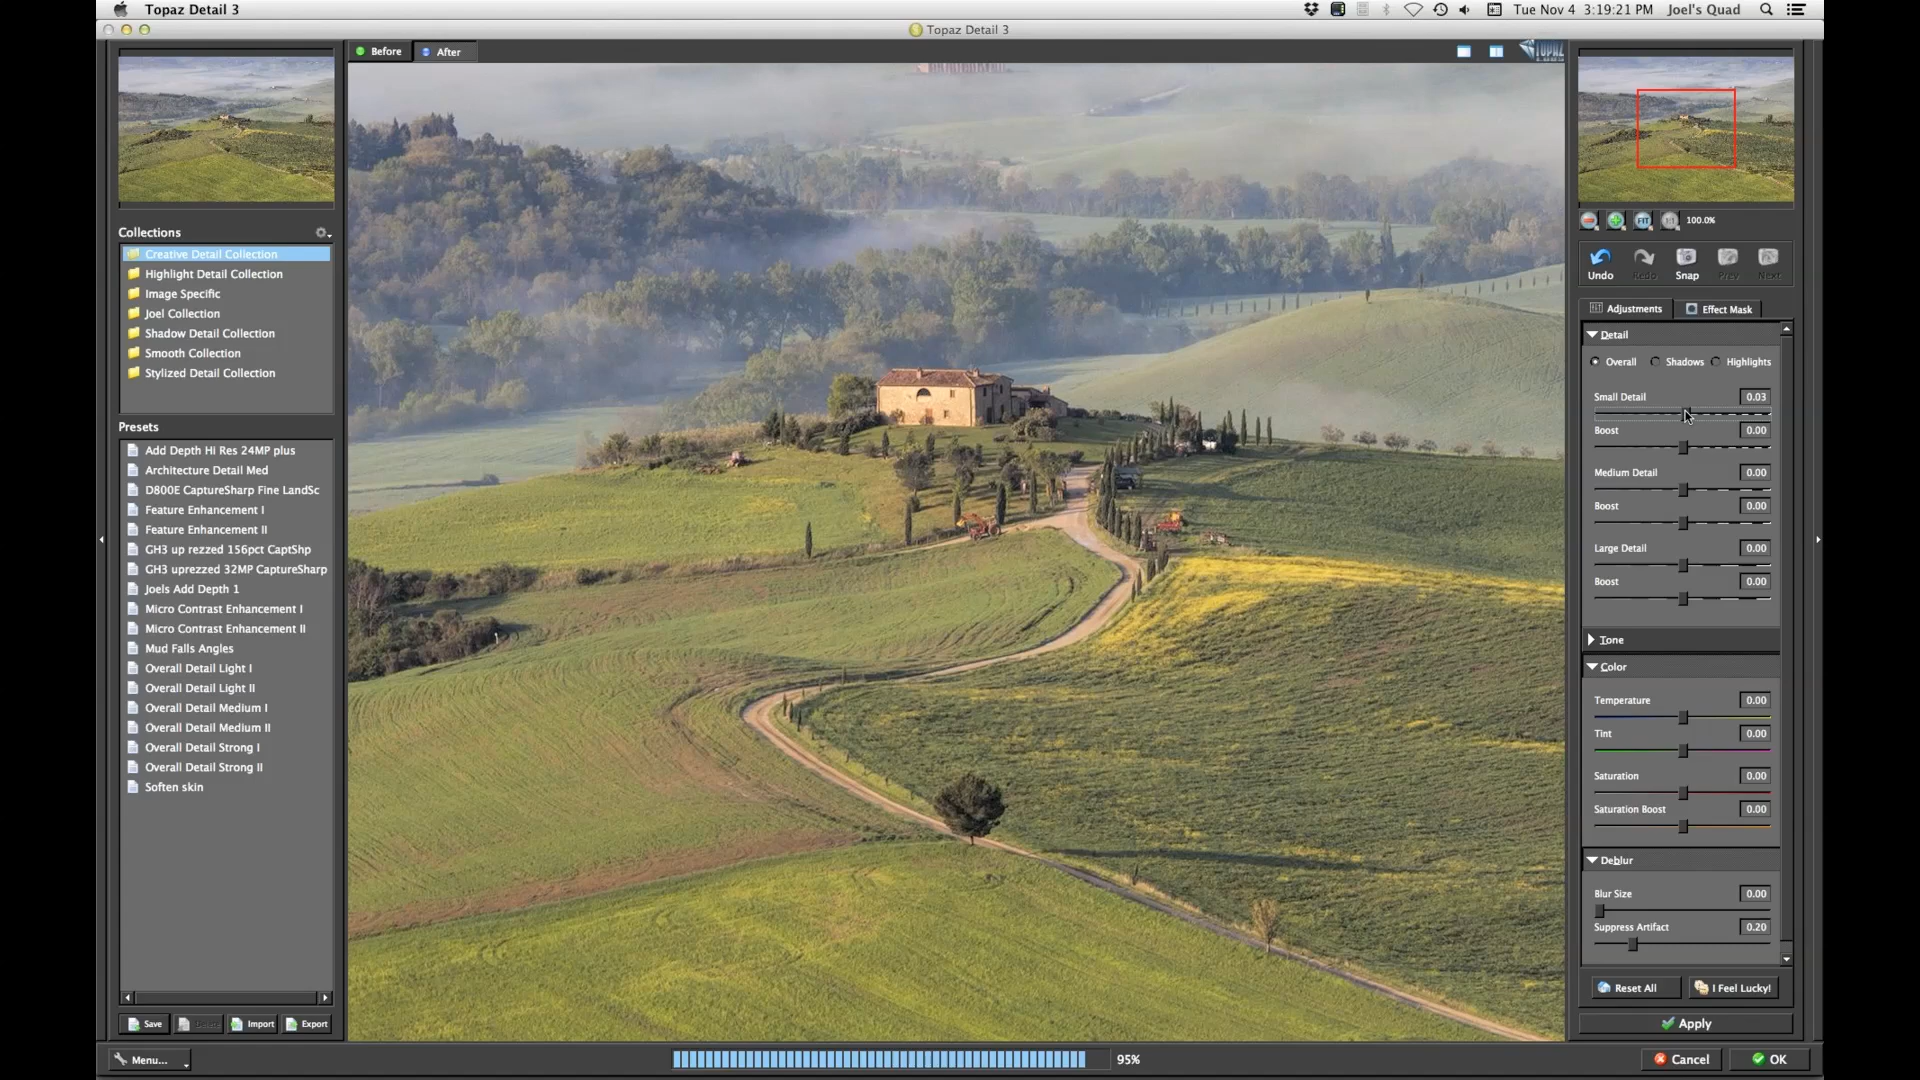 Topaz Detail 3
Tue Nov 4 3:19:21 PM
Joel's Quad
Topaz Detail 3
Before
After
TOPAZ
Collections
Creative Detail Collection
Highlight Detail Collection
Image Specific
Joel Collection
Shadow Detail Collection
Smooth Collection
Stylized Detail Collection
Presets
Add Depth Hi Res 24MP plus
Architecture Detail Med
D800E CaptureSharp Fine LandSc
Feature Enhancement I
Feature Enhancement II
GH3 up rezzed 156pct CaptShp
GH3 uprezzed 32MP CaptureSharp
Joels Add Depth 1
Micro Contrast Enhancement I
Micro Contrast Enhancement II
Mud Falls Angles
Overall Detail Light I
Overall Detail Light II
Overall Detail Medium I
Overall Detail Medium II
Overall Detail Strong I
Overall Detail Strong II
Soften skin
Save
Import
Export
Menu...
95%
FIT
1:1
100.0%
Undo
Redo
Snap
Prev
Next
Adjustments
Effect Mask
Detail
Overall
Shadows
Highlights
Small Detail 0.03
Boost 0.00
Medium Detail 0.00
Boost 0.00
Large Detail 0.00
Boost 0.00
Tone
Color
Temperature 0.00
Tint 0.00
Saturation 0.00
Saturation Boost 0.00
Deblur
Blur Size 0.00
Suppress Artifact 0.20
Reset All
I Feel Lucky!
Apply
Cancel
OK